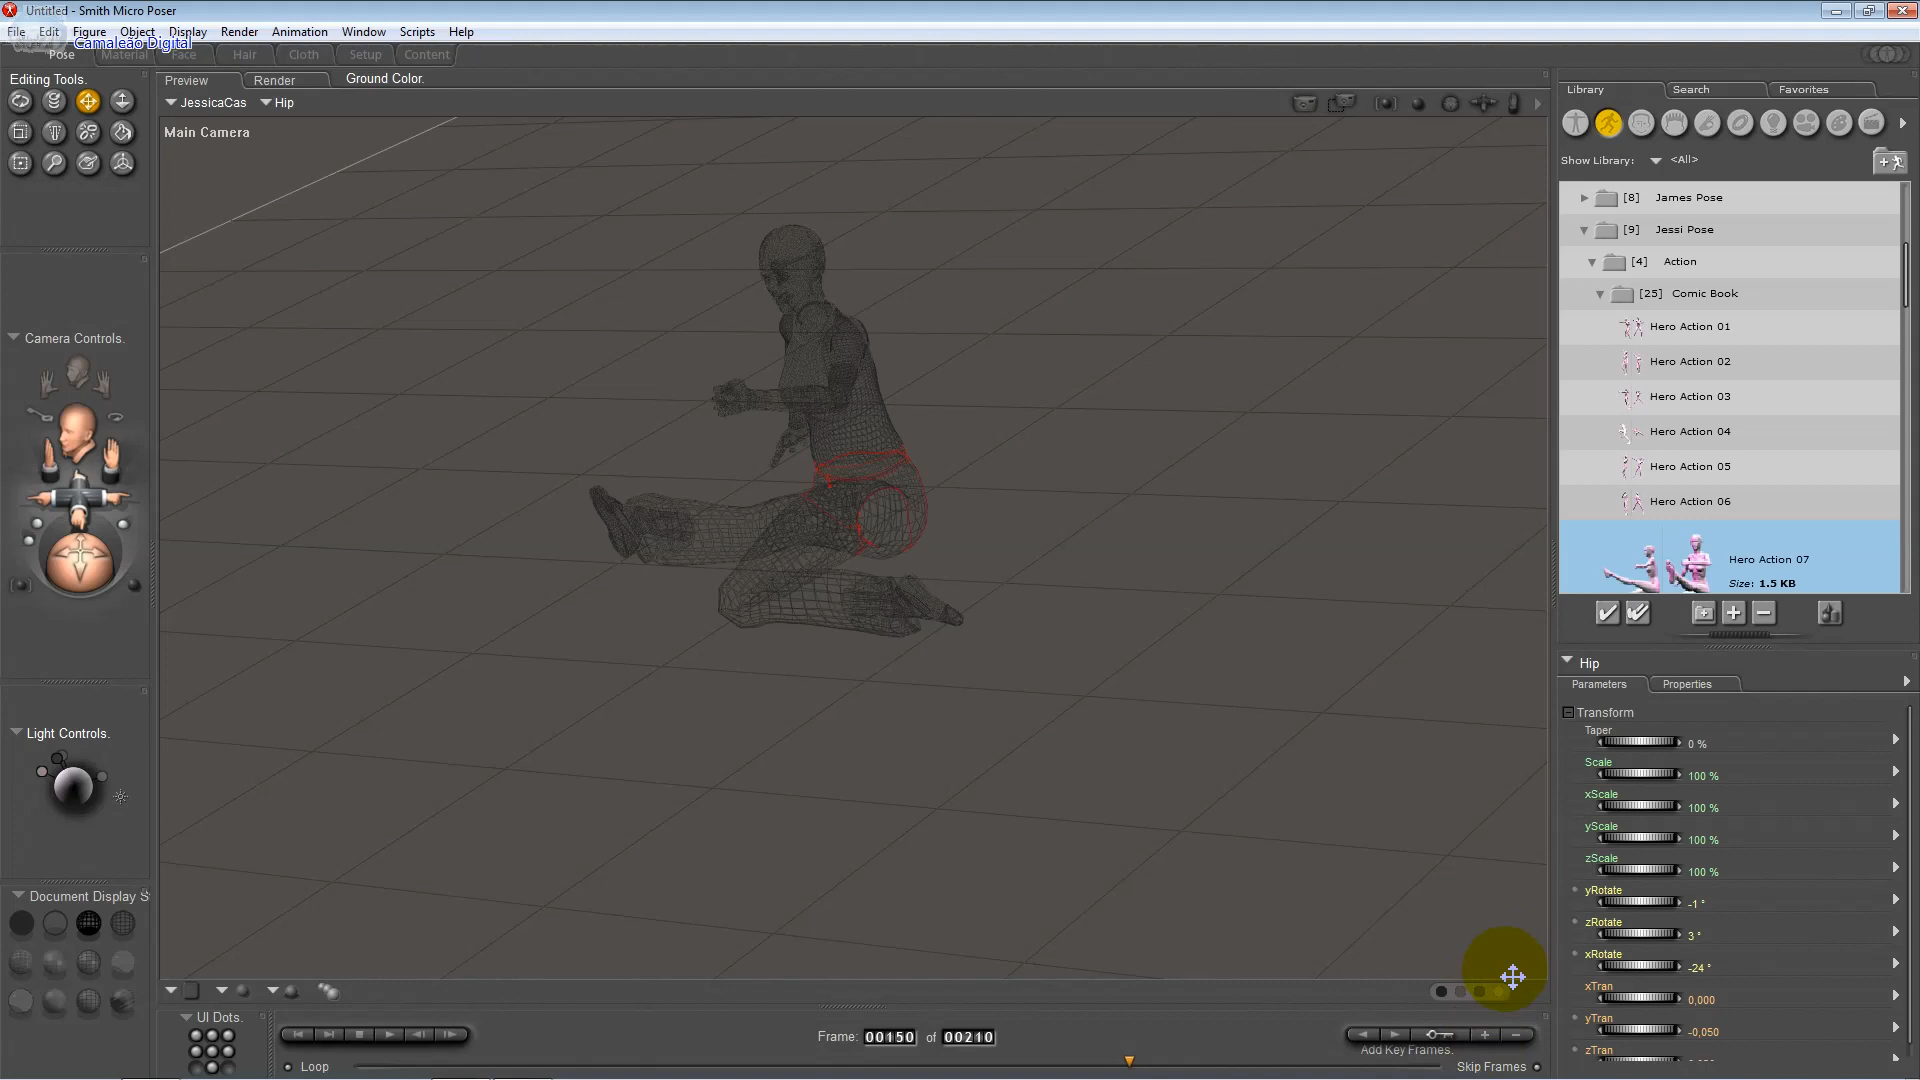 Untitled - Smith Micro Poser
File Edit Figure Object Display Render Animation Window Scripts Help
Camaleão Digital
Pose Material Face Hair Cloth Setup Content
Editing Tools.
Preview Render Ground Color.
JessicaCas Hip
Main Camera
Camera Controls.
Light Controls.
Document Display S
UI Dots.
Frame: 00150 of 00210
Loop
Add Key Frames.
Skip Frames
Library Search Favorites
Show Library: <All>
[8] James Pose
[9] Jessi Pose
[4] Action
[25] Comic Book
Hero Action 01
Hero Action 02
Hero Action 03
Hero Action 04
Hero Action 05
Hero Action 06
Hero Action 07
Size: 1.5 KB
Hip
Parameters Properties
Transform
Taper
0 %
Scale
100 %
xScale
100 %
yScale
100 %
zScale
100 %
yRotate
-1 °
zRotate
3 °
xRotate
-24 °
xTran
0,000
yTran
-0,050
zTran